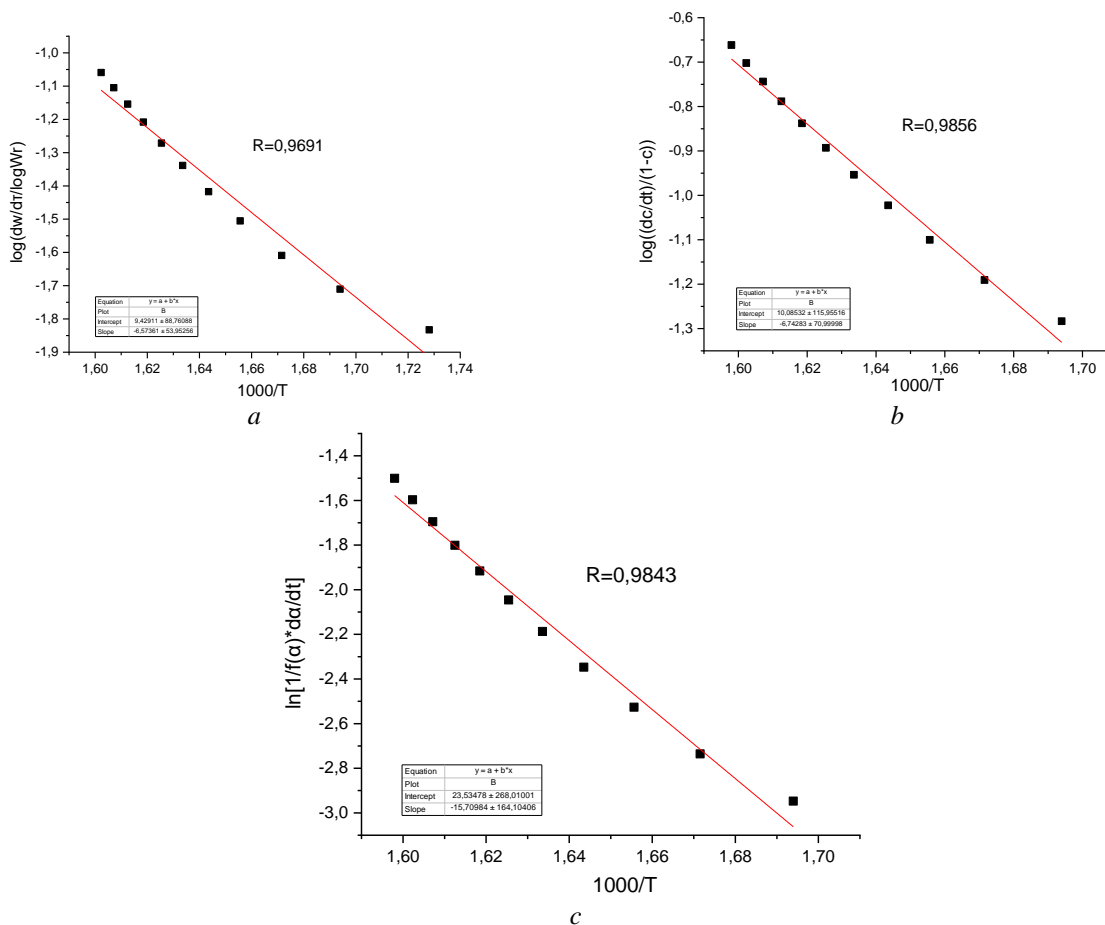 -1,0
-1,1
-1,2
-1,3
-1,4
-1,5
-1,6
-1,7
-1,8
-1,9
log(dw/dτ/logWr)
R=0,9691
Equation y = a + b*x
Plot B
Intercept 9,42911 ± 88,76088
Slope -6,57361 ± 53,95256
1,60 1,62 1,64 1,66 1,68 1,70 1,72 1,74
1000/T
a
-0,6
-0,7
-0,8
-0,9
-1,0
-1,1
-1,2
-1,3
log((dc/dt)/(1-c))
R=0,9856
Equation y = a + b*x
Plot B
Intercept 10,08532 ± 115,95516
Slope -6,74283 ± 70,99998
1,60 1,62 1,64 1,66 1,68 1,70
1000/T
b
-1,4
-1,6
-1,8
-2,0
-2,2
-2,4
-2,6
-2,8
-3,0
ln[1/f(α)*dα/dt]
R=0,9843
Equation y = a + b*x
Plot B
Intercept 23,53478 ± 268,01001
Slope -15,70984 ± 164,10406
1,60 1,62 1,64 1,66 1,68 1,70
1000/T
c